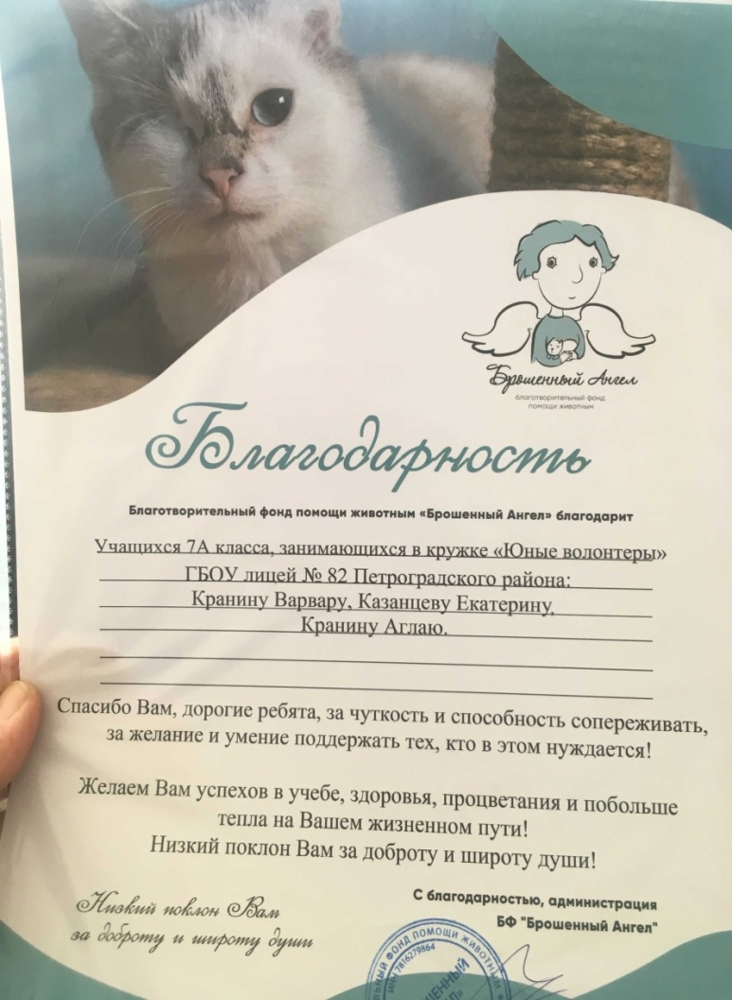 Брошенный Ангел
благотворительный фонд
помощи животным
Благодарность
Благотворительный фонд помощи животным «Брошенный Ангел» благодарит
Учащихся 7А класса, занимающихся в кружке «Юные волонтеры»
ГБОУ лицей № 82 Петроградского района:
Кранину Варвару, Казанцеву Екатерину,
Кранину Аглаю.
Спасибо Вам, дорогие ребята, за чуткость и способность сопереживать,
за желание и умение поддержать тех, кто в этом нуждается!
Желаем Вам успехов в учебе, здоровья, процветания и побольше
тепла на Вашем жизненном пути!
Низкий поклон Вам за доброту и широту души!
Низкий поклон Вам
за доброту и широту души
С благодарностью, администрация
БФ "Брошенный Ангел"
ФОНД ПОМОЩИ
ИНН 7816279864